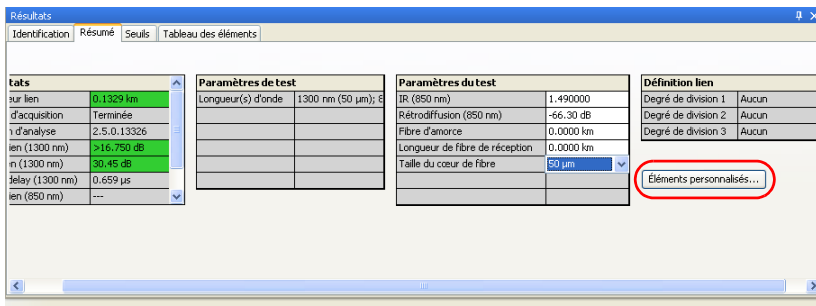 Résultats
Identification Résumé Seuils Tableau des éléments
tats
eur lien 0.1329 km
d'acquisition Terminée
n d'analyse 2.5.0.13326
ien (1300 nm) >16.750 dB
en (1300 nm) 30.45 dB
delay (1300 nm) 0.659 µs
ien (850 nm) ---
Paramètres de test
Longueur(s) d'onde 1300 nm (50 µm); 8
Paramètres du test
IR (850 nm) 1.490000
Rétrodiffusion (850 nm) -66.30 dB
Fibre d'amorce 0.0000 km
Longueur de fibre de réception 0.0000 km
Taille du cœur de fibre 50 µm
Définition lien
Degré de division 1 Aucun
Degré de division 2 Aucun
Degré de division 3 Aucun
Éléments personnalisés...